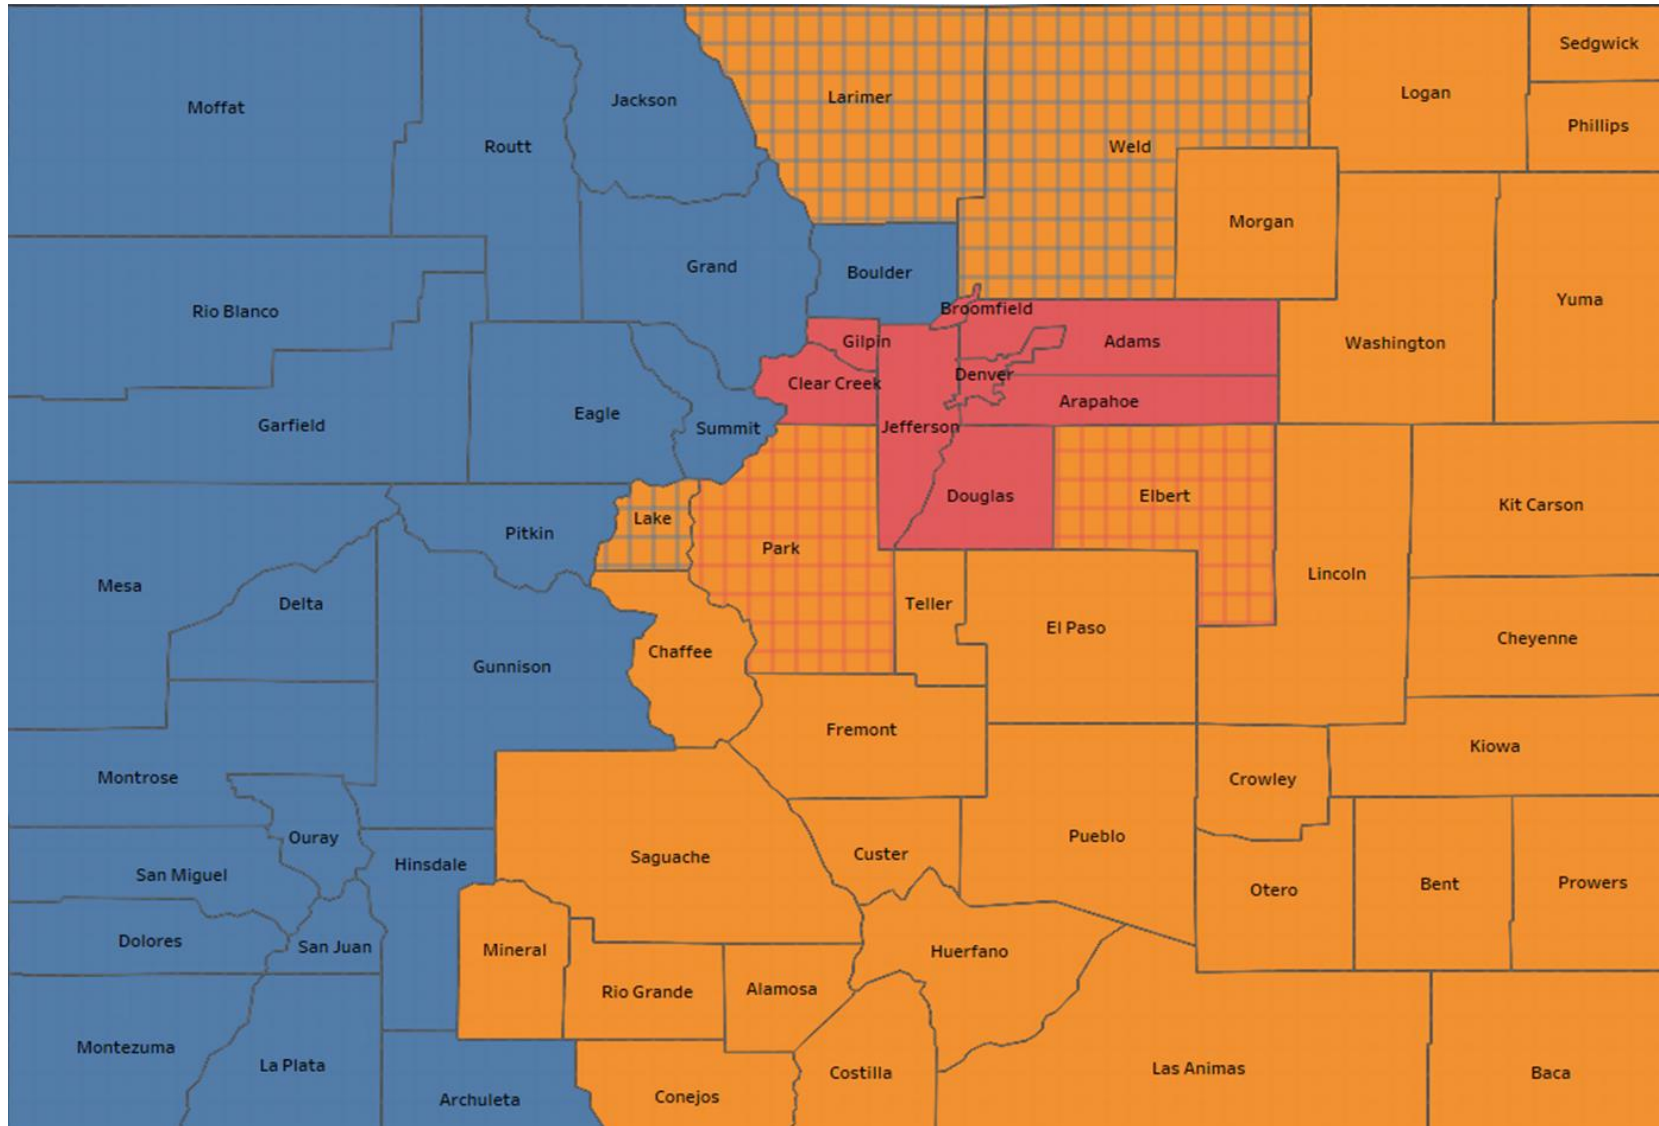 Sedgwick
Logan
Larimer
Jackson
Moffat
Phillips
Weld
Routt
Morgan
Grand
Boulder
Yuma
Broomfield
Rio Blanco
Gilpin
Adams
Washington
Denver
Clear Creek
Arapahoe
Eagle
Garfield
Summit
Jefferson
Douglas
Elbert
Kit Carson
Lake
Pitkin
Park
Lincoln
Mesa
Delta
Teller
El Paso
Cheyenne
Chaffee
Gunnison
Fremont
Kiowa
Montrose
Crowley
Ouray
Pueblo
Custer
Saguache
Hinsdale
San Miguel
Otero
Bent
Prowers
Dolores
San Juan
Mineral
Huerfano
Alamosa
Rio Grande
Montezuma
La Plata
Las Animas
Costilla
Baca
Conejos
Archuleta